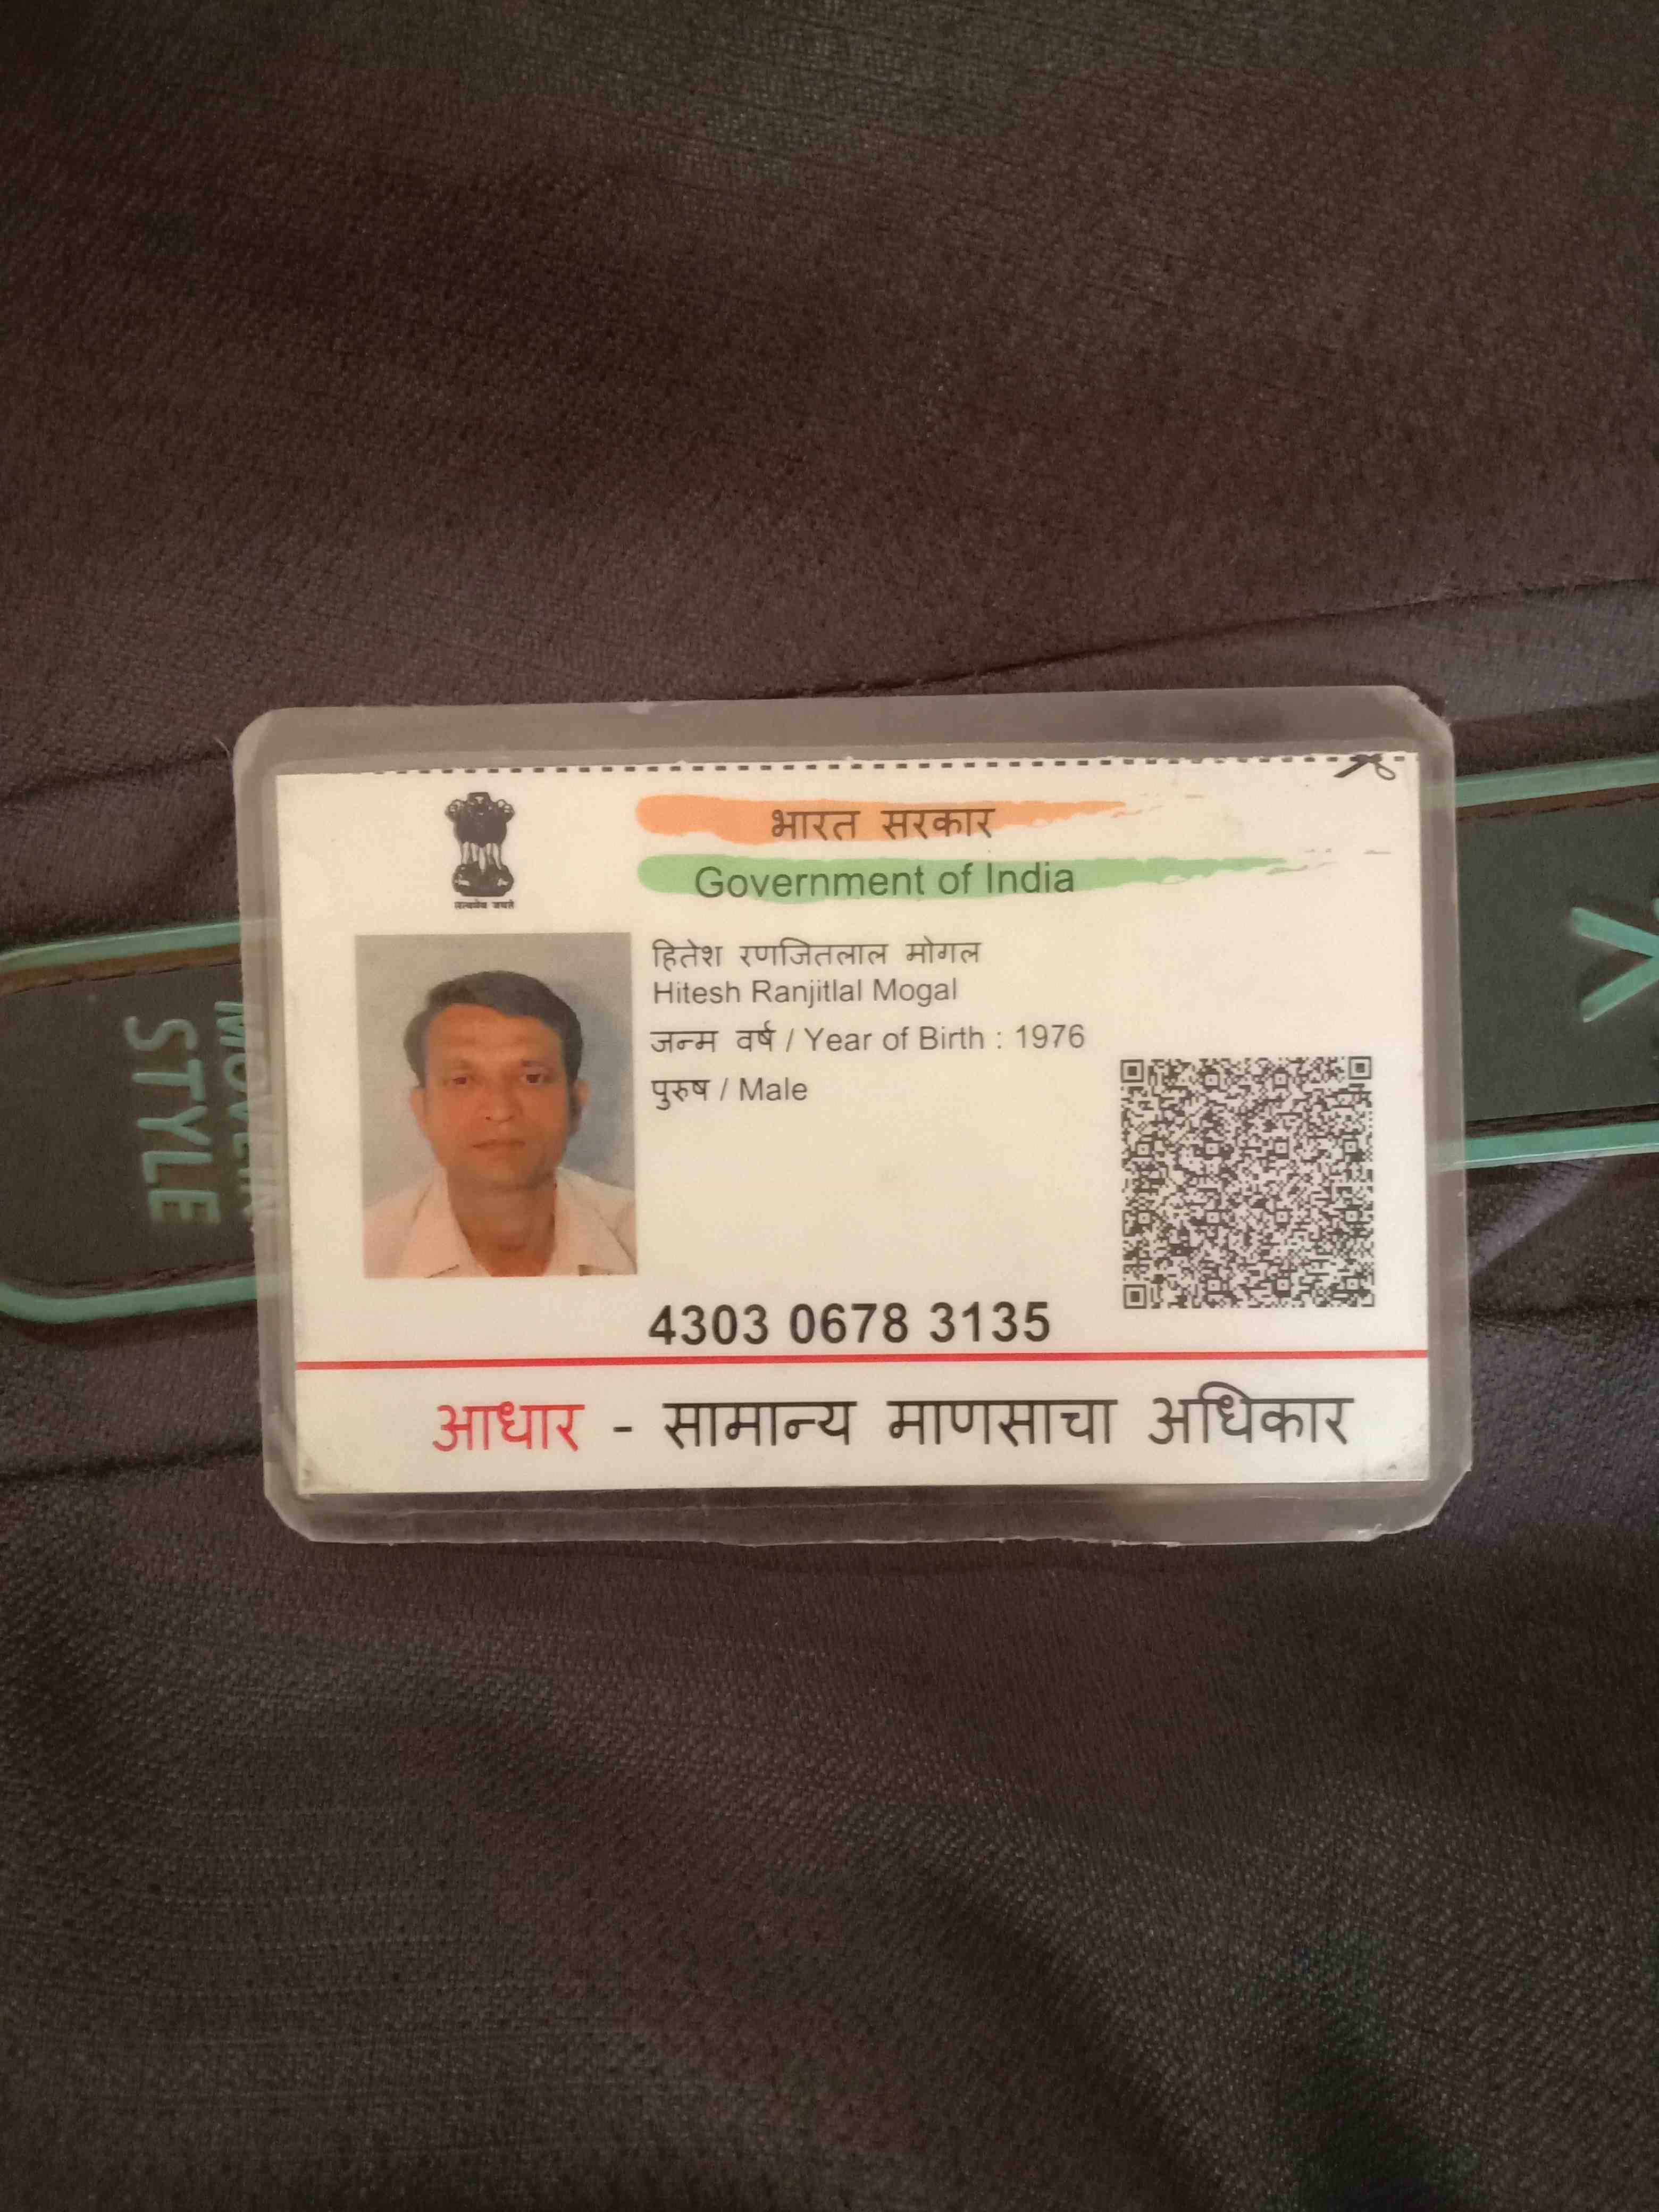 भारत सरकार
Government of India
सत्यमेव जयते
हितेश रणजितलाल मोगल
Hitesh Ranjitlal Mogal
जन्म वर्ष / Year of Birth : 1976
पुरुष / Male
4303 0678 3135
आधार - सामान्य माणसाचा अधिकार
STYLE